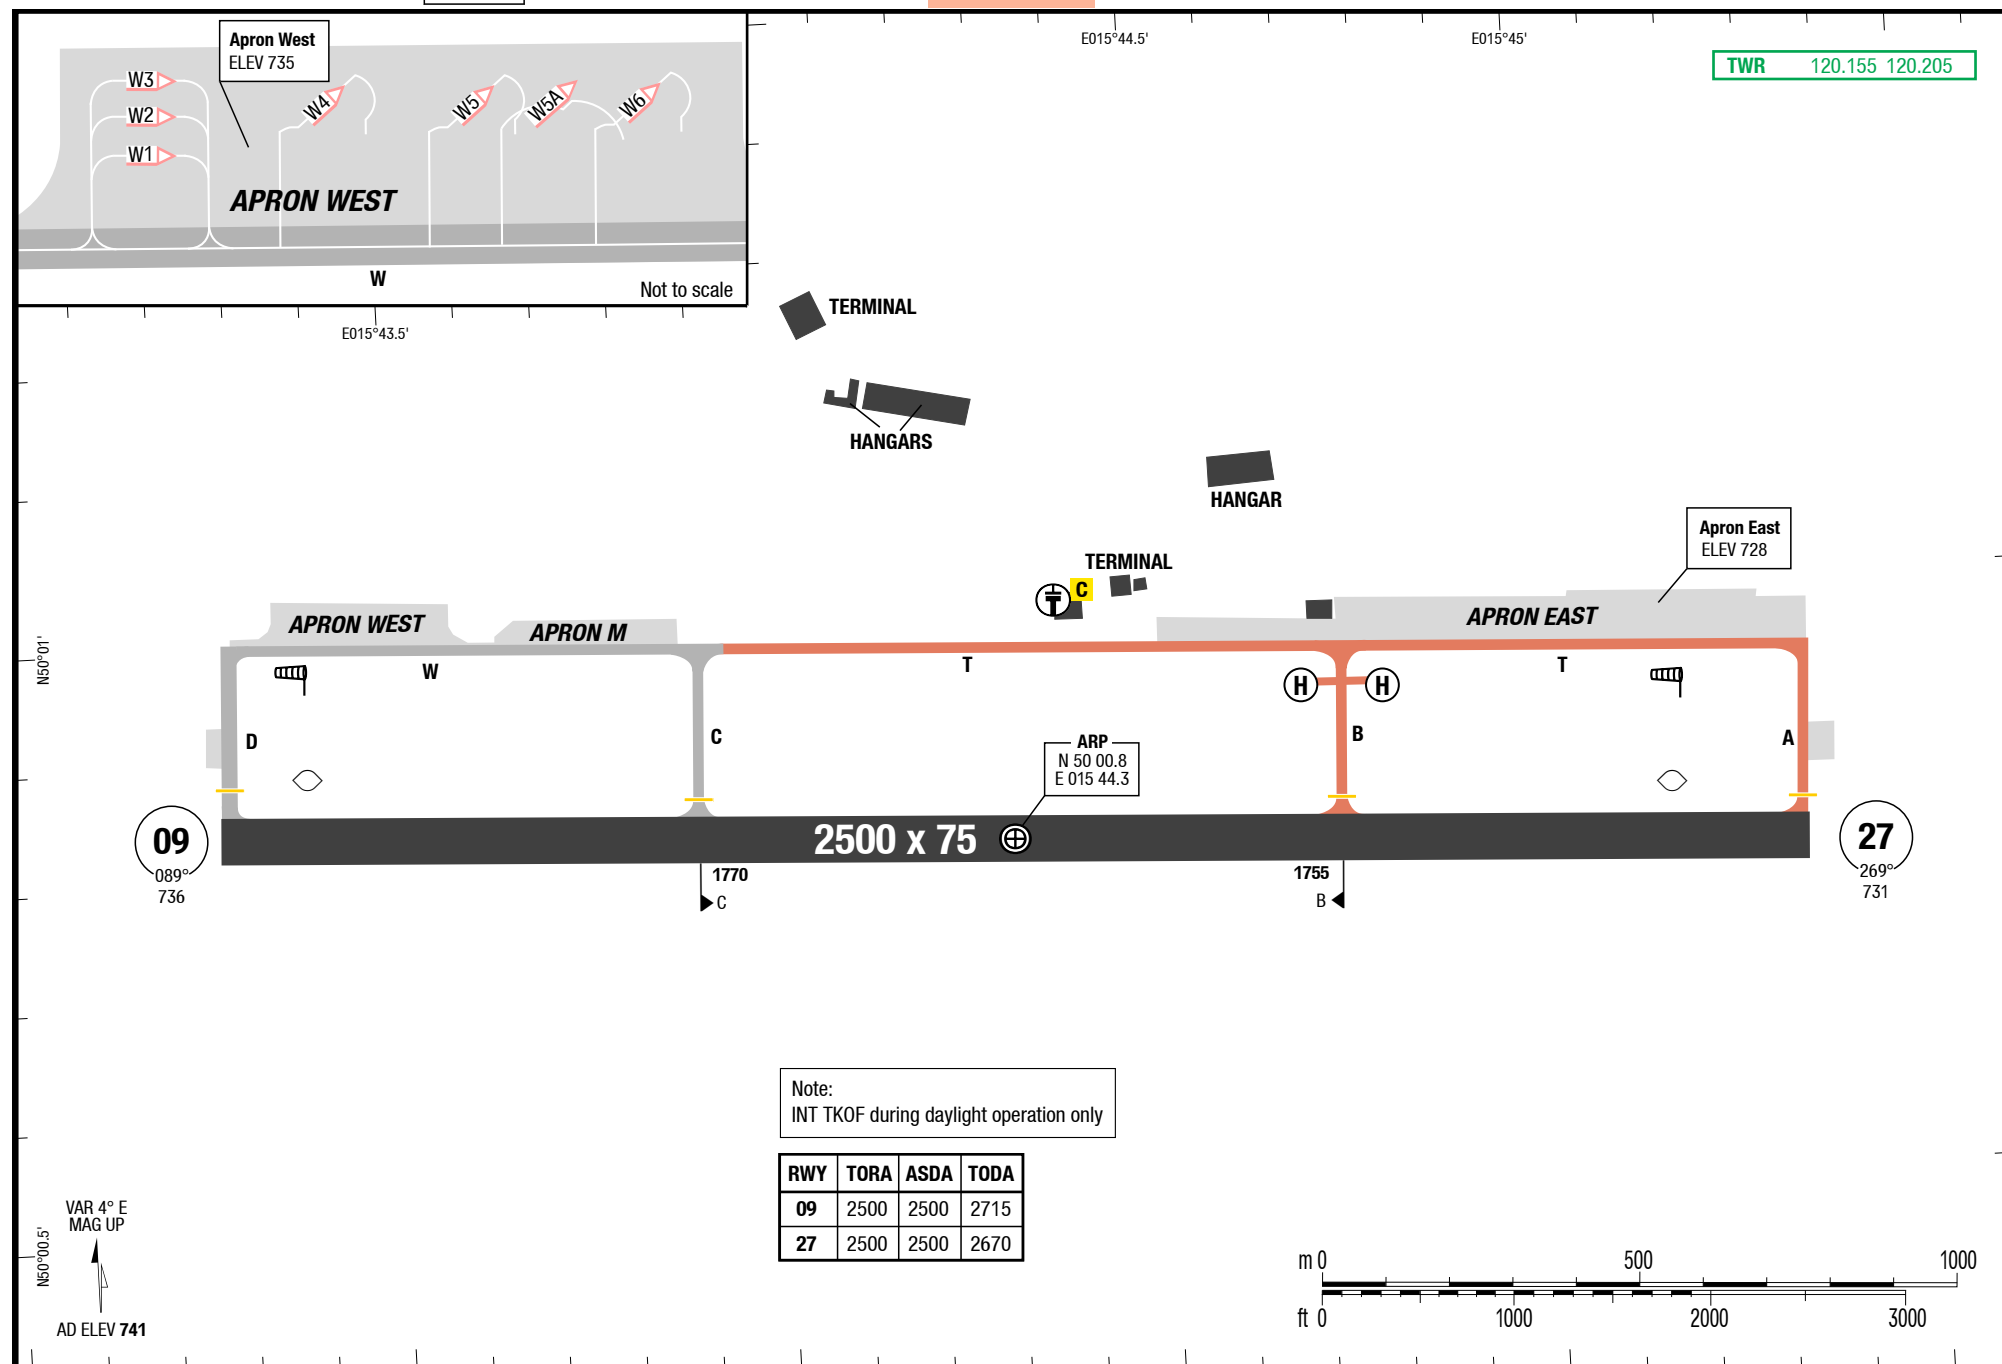 Apron West
ELEV 735
W3
W2
W1
W4
W5
W5A
W6
APRON WEST
W
Not to scale
E015°43.5'
E015°44.5'
E015°45'
TWR 120.155 120.205
TERMINAL
HANGARS
HANGAR
TERMINAL
C
Apron East
ELEV 728
APRON WEST
APRON M
APRON EAST
N50°01'
W
T
T
H
H
D
C
B
A
ARP
N 50 00.8
E 015 44.3
09
089°
736
2500 x 75
27
269°
731
1770
C
1755
B
Note:
INT TKOF during daylight operation only
RWY TORA ASDA TODA
09 2500 2500 2715
27 2500 2500 2670
VAR 4° E
MAG UP
N50°00.5'
AD ELEV 741
m 0 500 1000
ft 0 1000 2000 3000